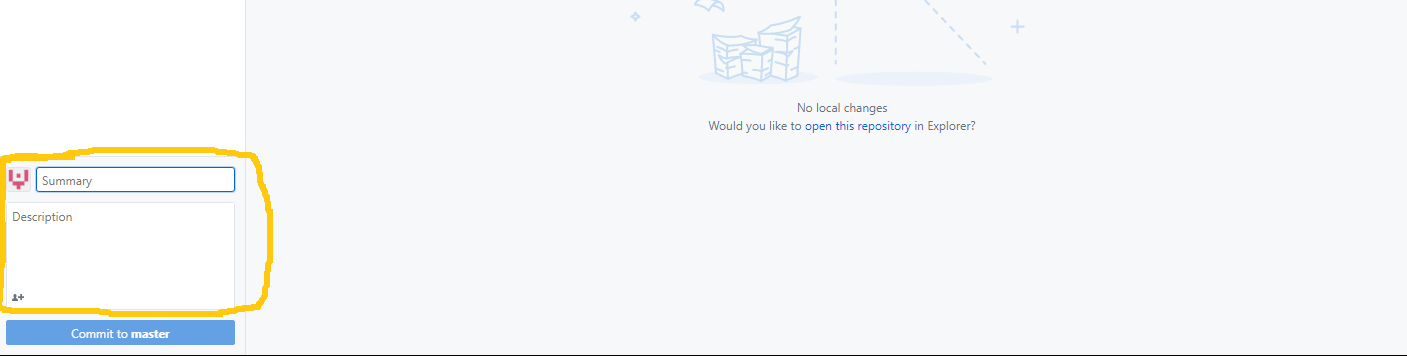 No local changes
Would you like to open this repository in Explorer?
Summary
Description
Commit to master